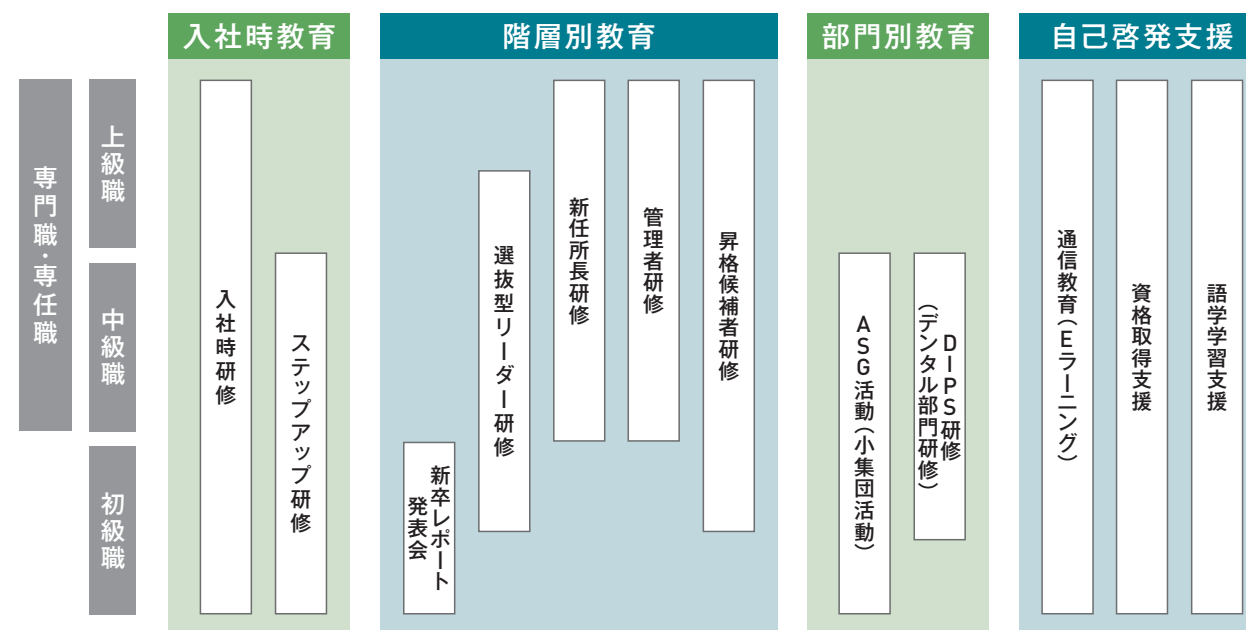 入社時教育
階層別教育
部門別教育
自己啓発支援
専門職・専任職
上級職
中級職
初級職
入社時研修
ステップアップ研修
新卒レポート
発表会
選抜型リーダー研修
新任所長研修
管理者研修
昇格候補者研修
ASG活動（小集団活動）
DIPS研修
（デンタル部門研修）
通信教育（Eラーニング）
資格取得支援
語学学習支援